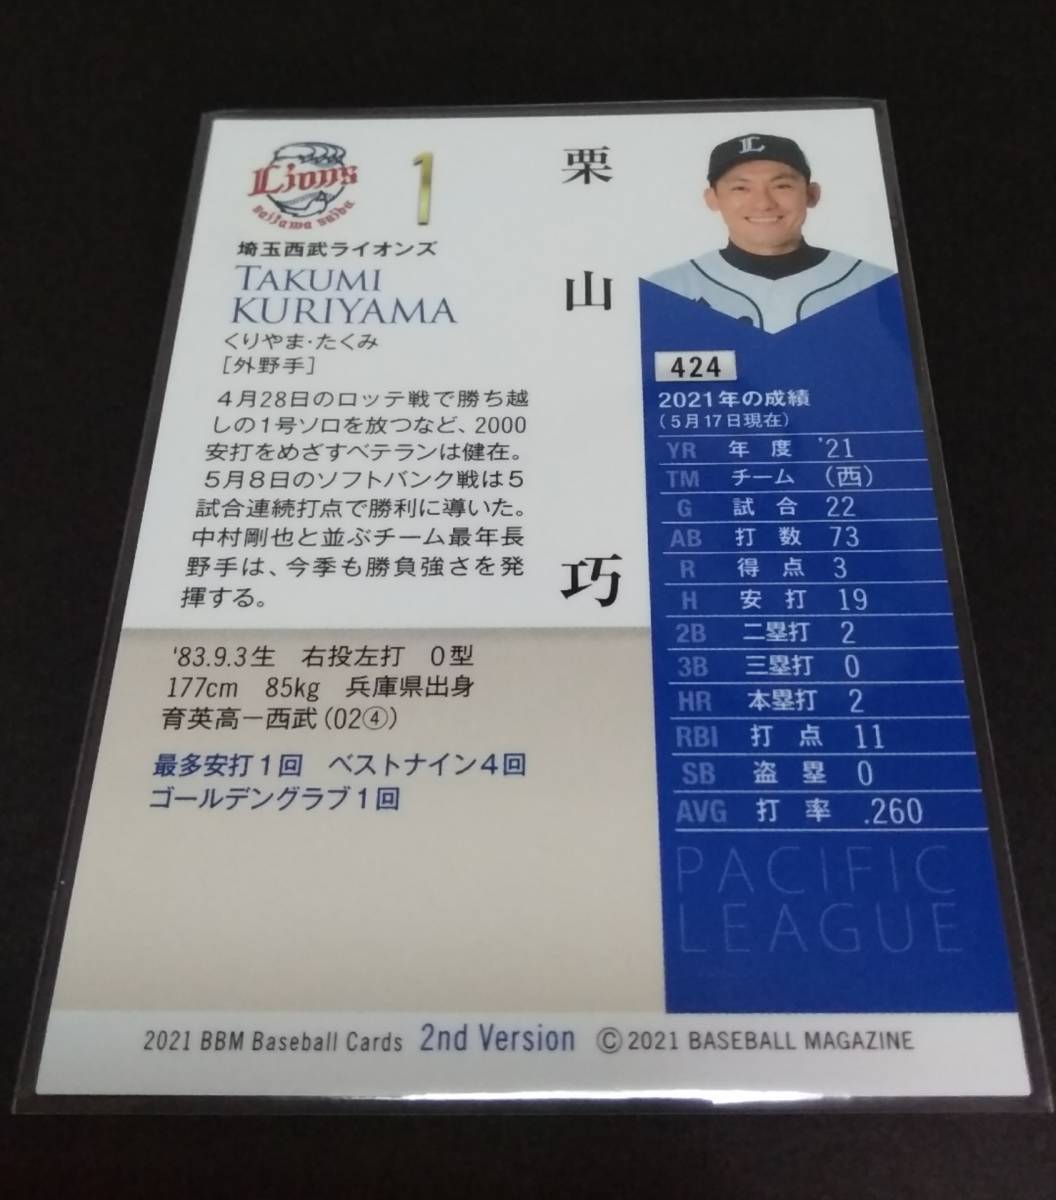 Lions
saitama seibu
1
埼玉西武ライオンズ
TAKUMI
KURIYAMA
くりやま・たくみ
[外野手]
栗山巧
4月28日のロッテ戦で勝ち越
しの1号ソロを放つなど、2000
安打をめざすベテランは健在。
5月8日のソフトバンク戦は5
試合連続打点で勝利に導いた。
中村剛也と並ぶチーム最年長
野手は、今季も勝負強さを発
揮する。
'83.9.3生 右投左打 O型
177cm 85kg 兵庫県出身
育英高－西武(02④)
最多安打1回 ベストナイン4回
ゴールデングラブ1回
L
424
2021年の成績
(5月17日現在)
YR 年度 '21
TM チーム (西)
G 試合 22
AB 打数 73
R 得点 3
H 安打 19
2B 二塁打 2
3B 三塁打 0
HR 本塁打 2
RBI 打点 11
SB 盗塁 0
AVG 打率 .260
PACIFIC
LEAGUE
2021 BBM Baseball Cards 2nd Version ©2021 BASEBALL MAGAZINE